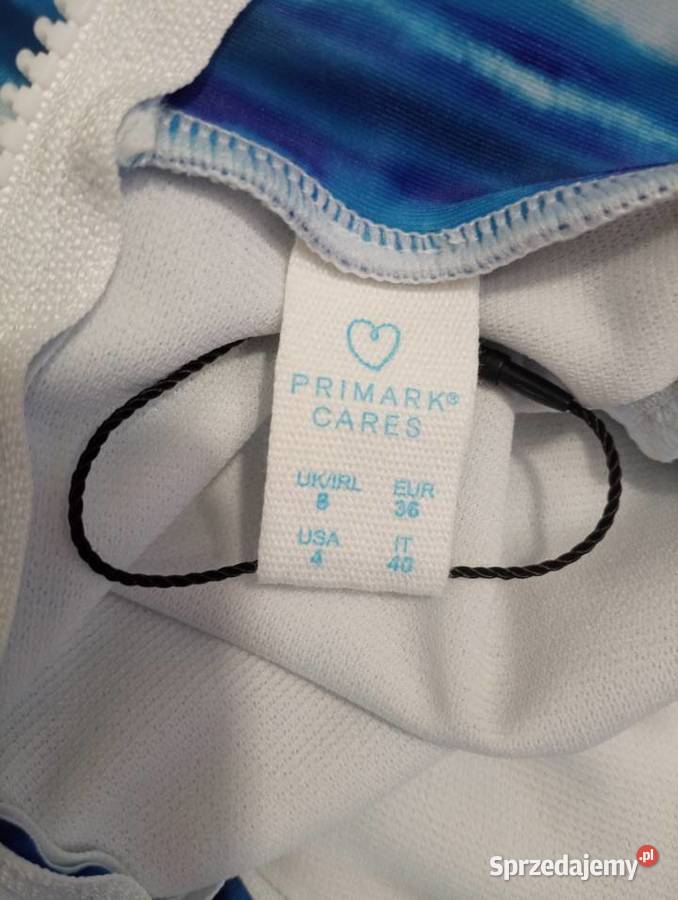 PRIMARK®
CARES
UK/IRL EUR
8 36
USA IT
4 40
Sprzedajemy.pl